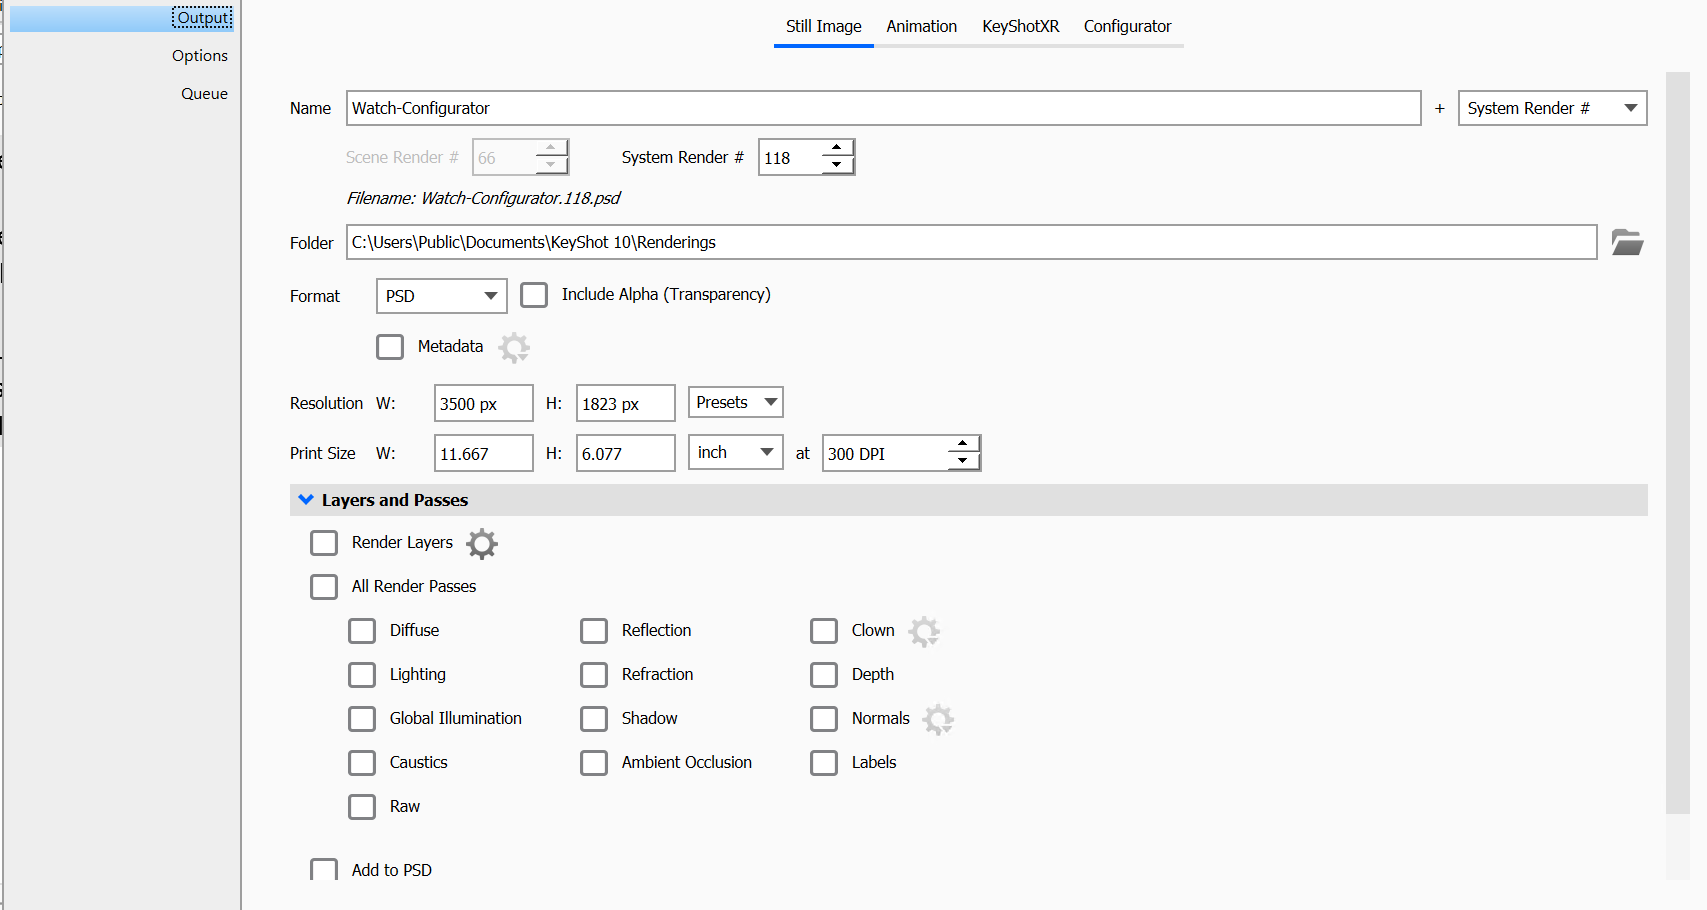 Output
Options
Queue
Still Image Animation KeyShotXR Configurator
Name Watch-Configurator + System Render #
Scene Render # 66 System Render # 118
Filename: Watch-Configurator.118.psd
Folder C:\Users\Public\Documents\KeyShot 10\Renderings
Format PSD Include Alpha (Transparency)
Metadata
Resolution W: 3500 px H: 1823 px Presets
Print Size W: 11.667 H: 6.077 inch at 300 DPI
Layers and Passes
Render Layers
All Render Passes
Diffuse Reflection Clown
Lighting Refraction Depth
Global Illumination Shadow Normals
Caustics Ambient Occlusion Labels
Raw
Add to PSD